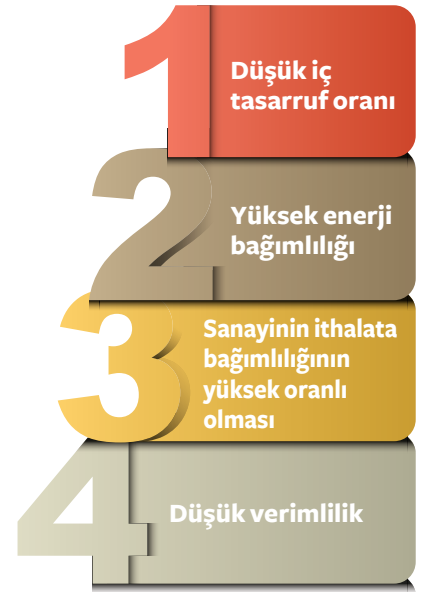 1
Düşük iç
tasarruf oranı
2
Yüksek enerji
bağımlılığı
3
Sanayinin ithalata
bağımlılığının
yüksek oranlı
olması
4
Düşük verimlilik